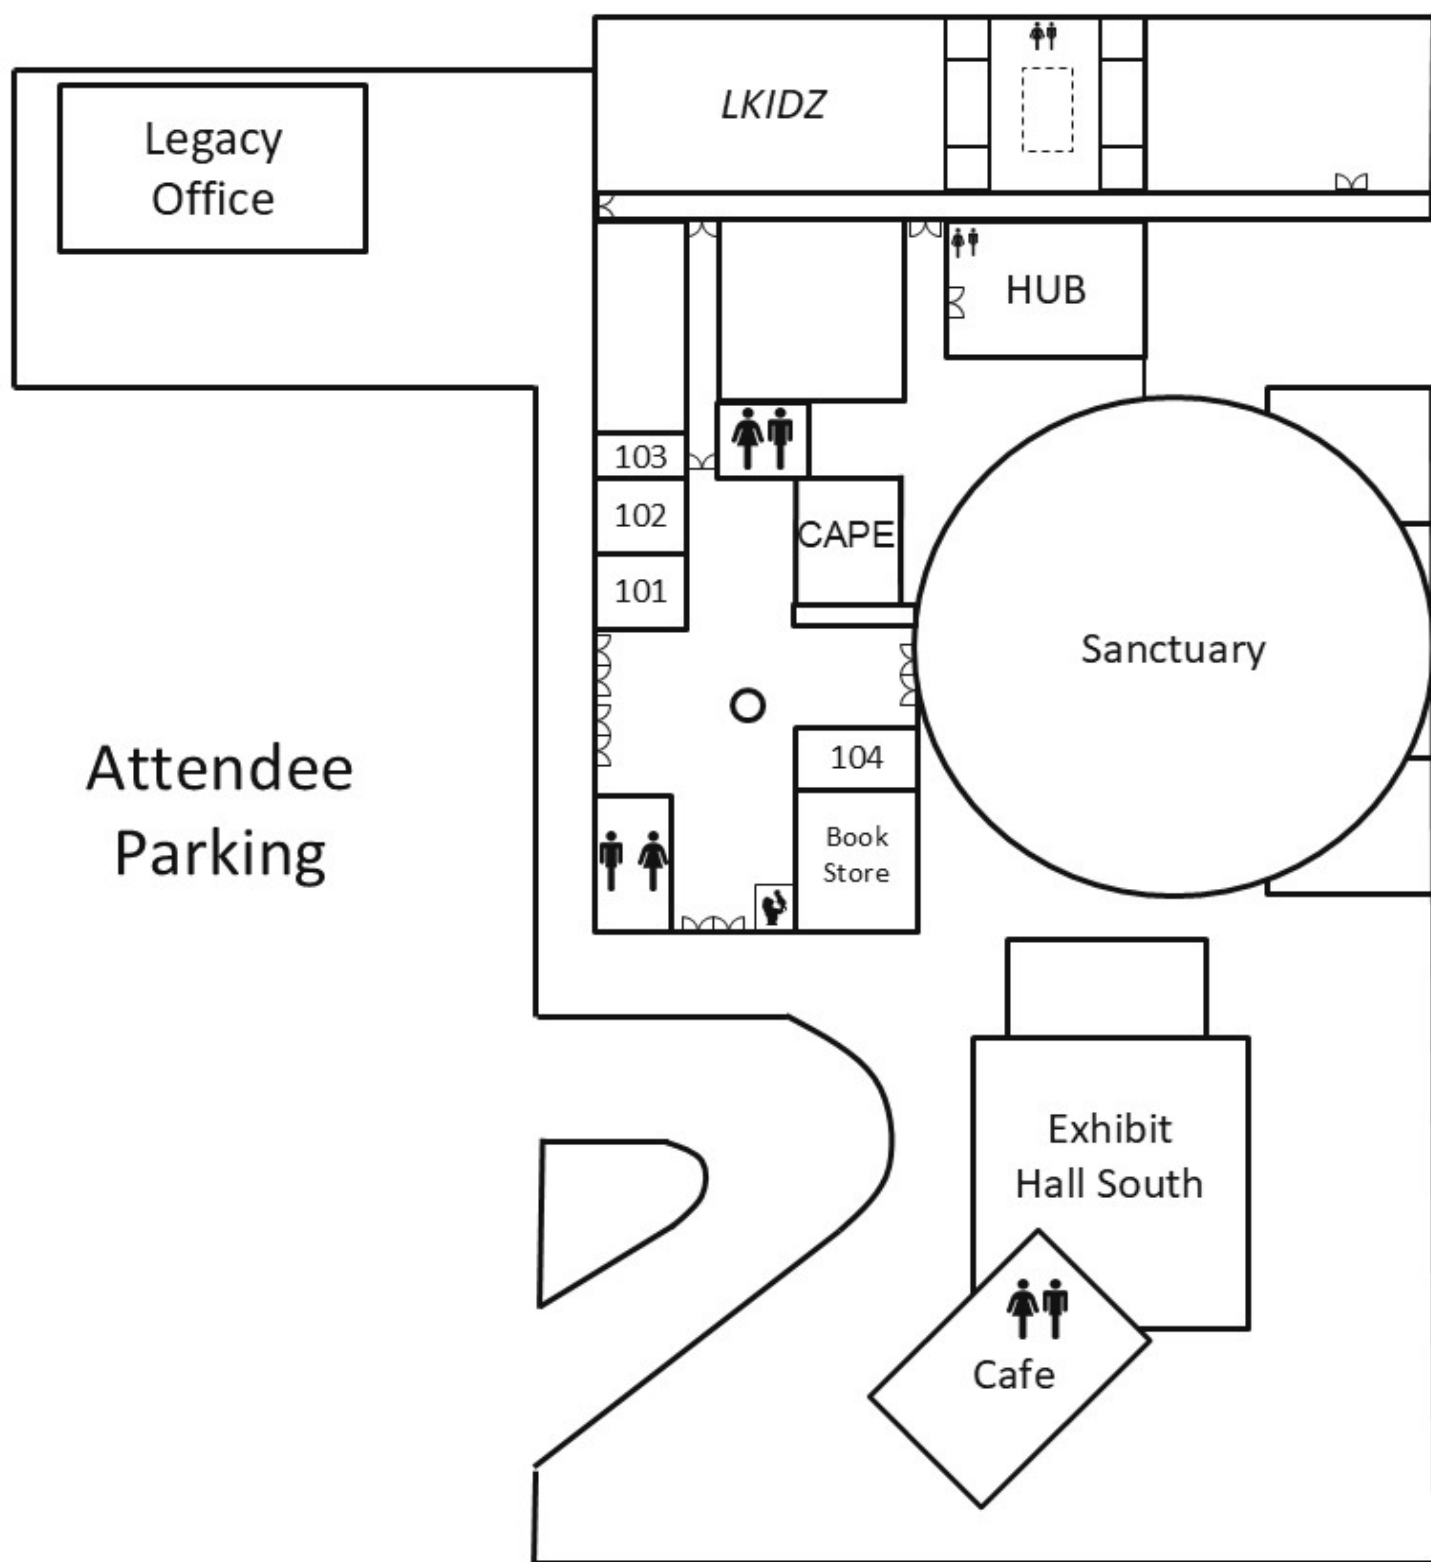 LKIDZ
Legacy
Office
HUB
103
102
CAPE
101
Sanctuary
104
Attendee
Parking
Book
Store
Exhibit
Hall South
Cafe